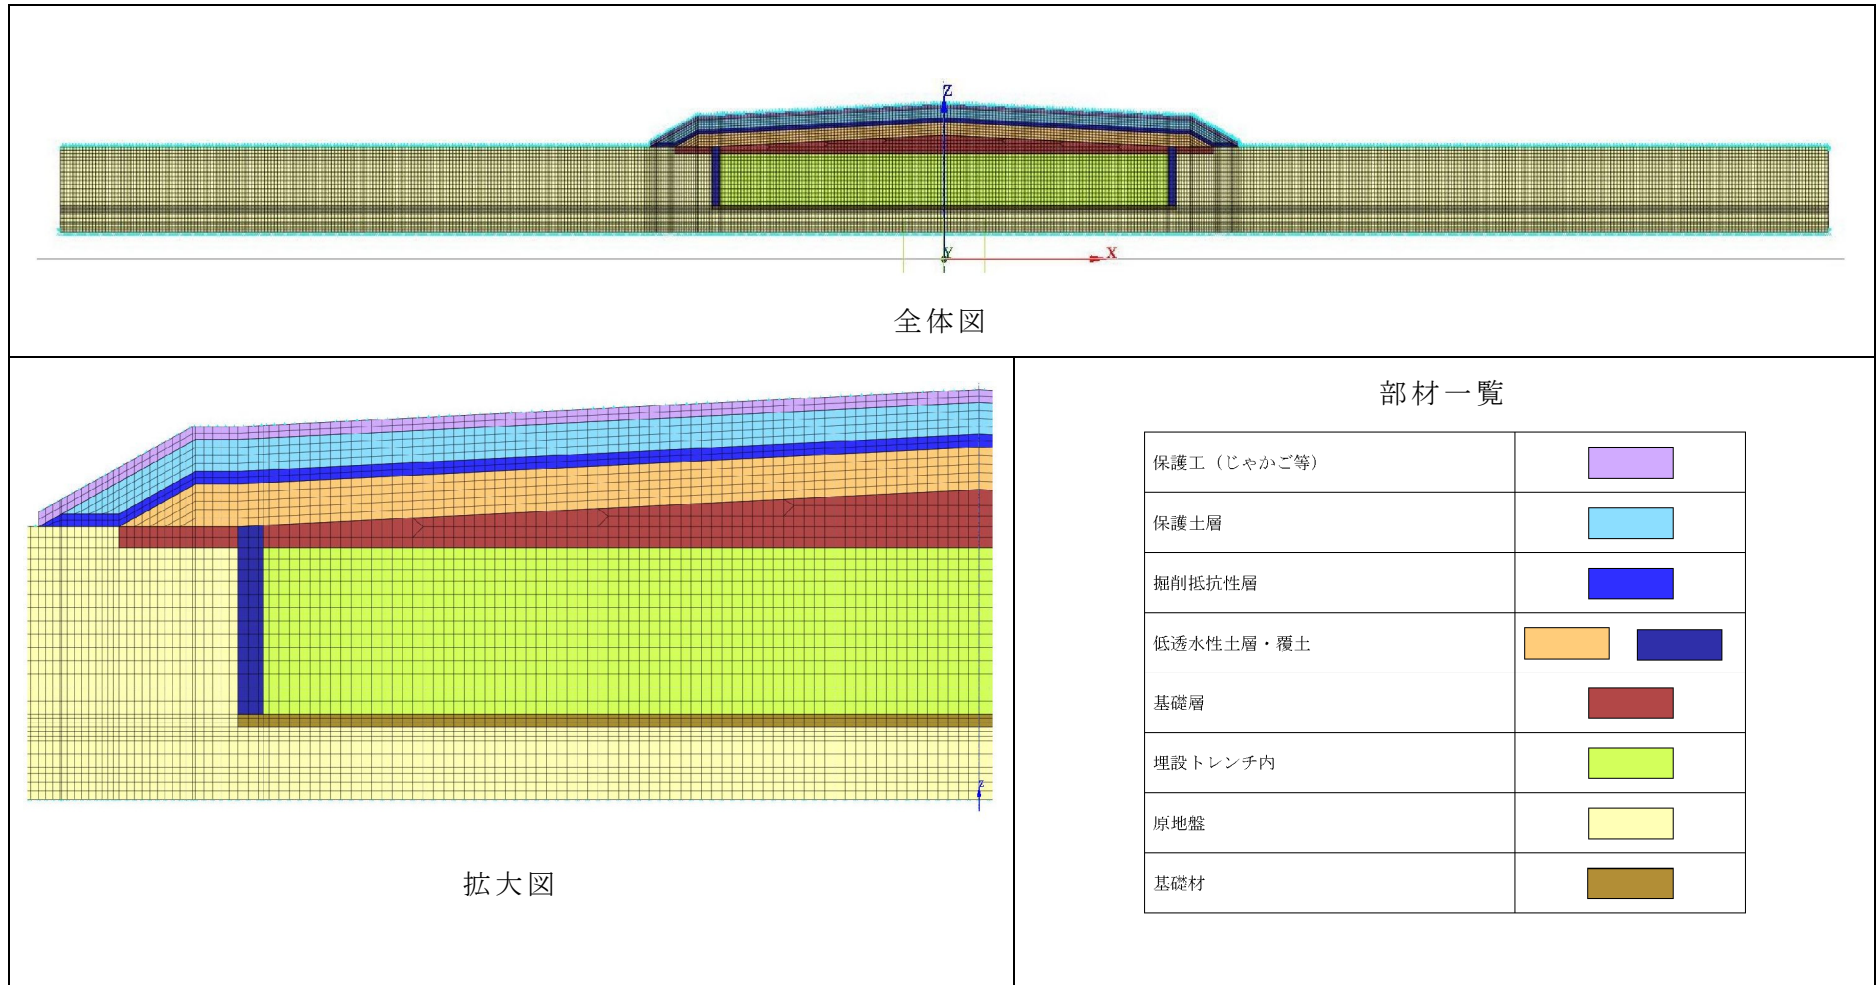 Z
Y
X
全体図
Z
拡大図
部材一覧
保護工（じゃかご等）
保護土層
掘削抵抗性層
低透水性土層・覆土
基礎層
埋設トレンチ内
原地盤
基礎材